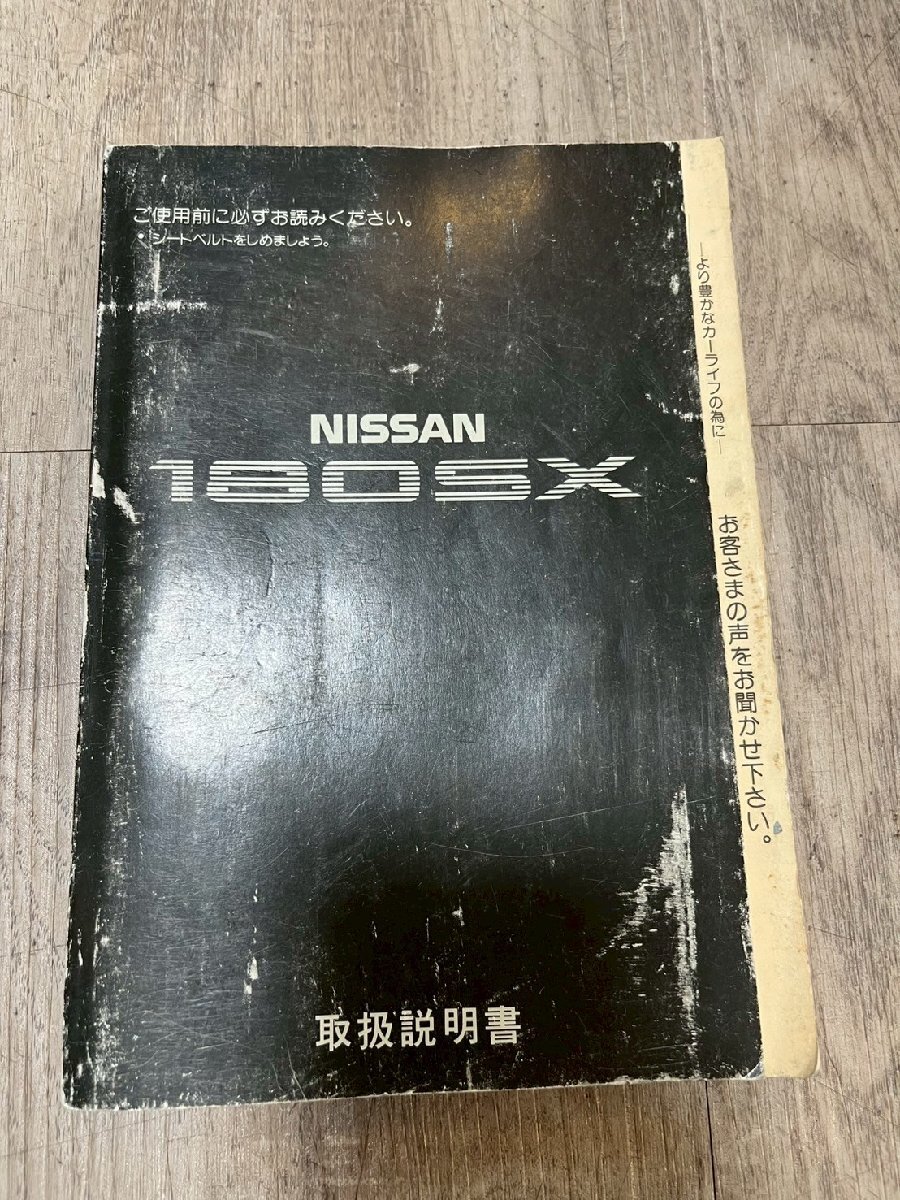 ご使用前に必ずお読みください。
• シートベルトをしめましょう。
NISSAN
180SX
取扱説明書
—より豊かなカーライフの為に—
お客さまの声をお聞かせ下さい。